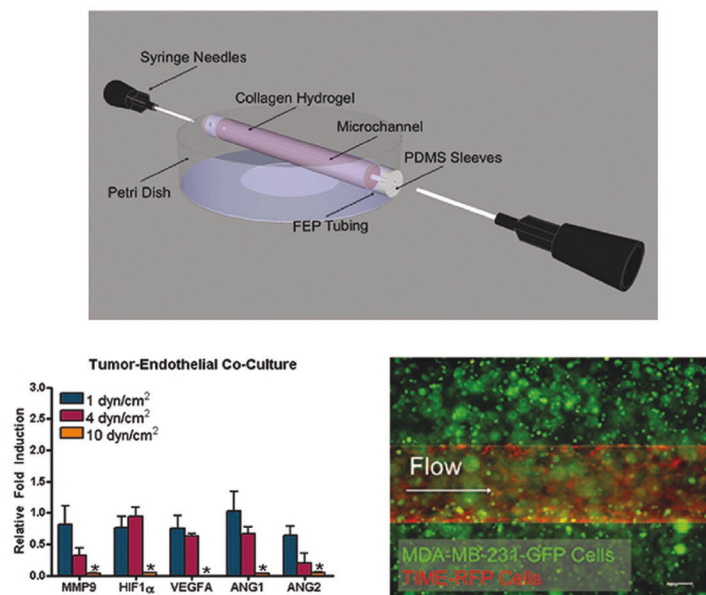 Syringe Needles
Collagen Hydrogel
Microchannel
PDMS Sleeves
Petri Dish
FEP Tubing
Tumor-Endothelial Co-Culture
Relative Fold Induction
3.0
2.5
2.0
1.5
1.0
0.5
0.0
1 dyn/cm²
4 dyn/cm²
10 dyn/cm²
* * * * *
MMP9 HIF1α VEGFA ANG1 ANG2
Flow
MDA-MB-231-GFP Cells
TIME-RFP Cells